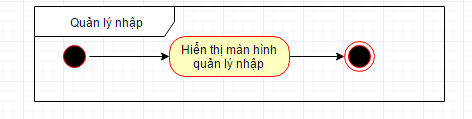 Quản lý nhập
Hiển thị màn hình
quản lý nhập